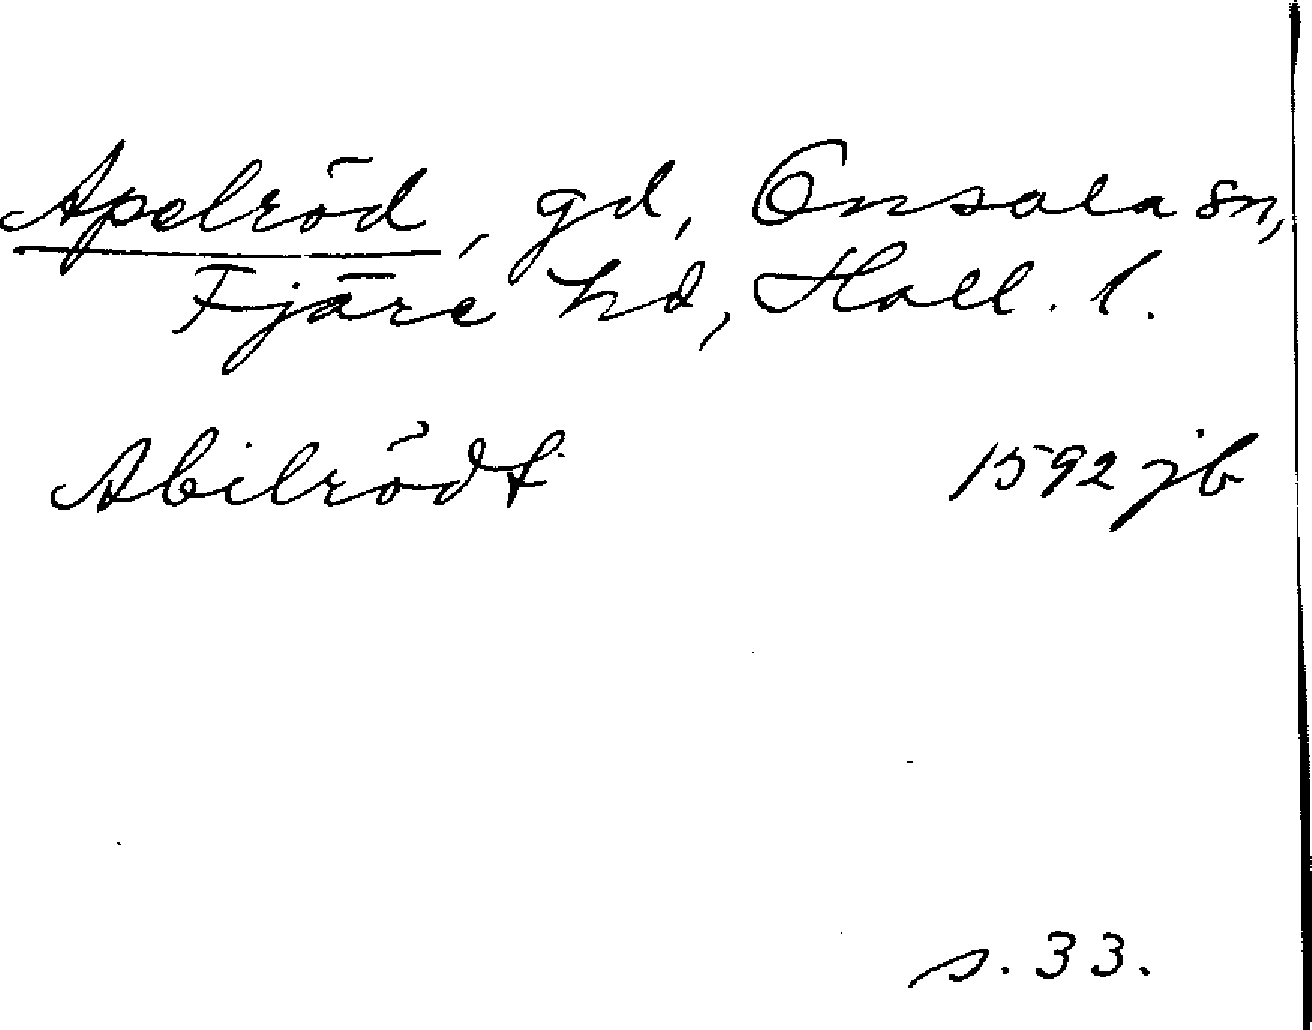 Apelröd, gd, Onsala sn,
Fjäre hd, Hall. l.
Abilrödt 1592 jb
s. 33.